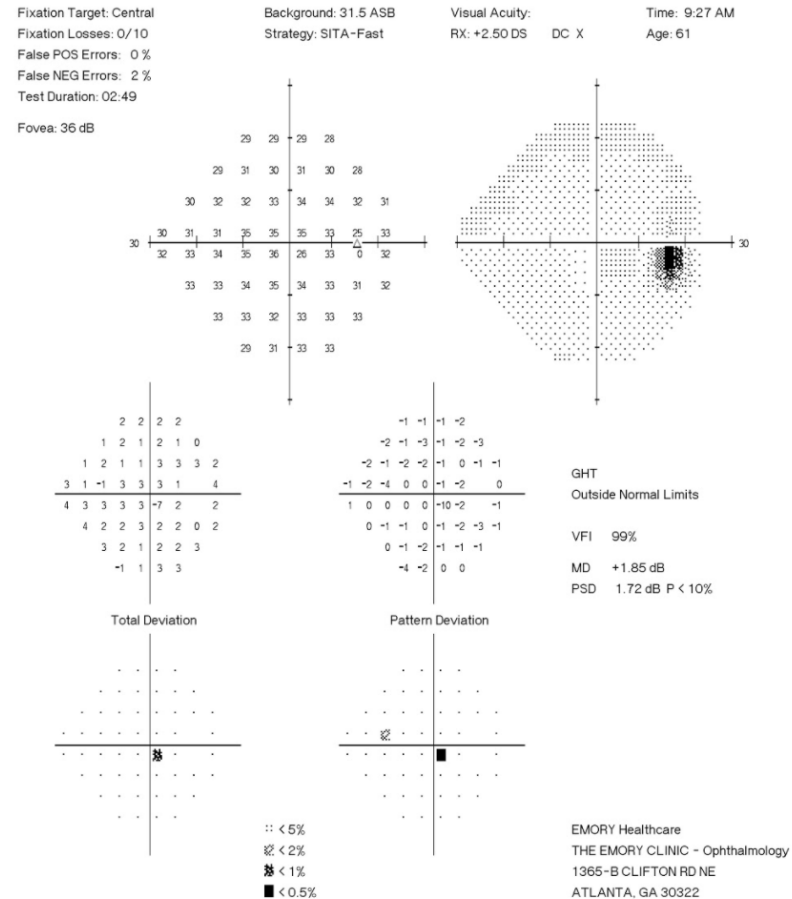 Fixation Target: Central
Background: 31.5 ASB
Visual Acuity:
Time: 9:27 AM
Fixation Losses: 0/10
Strategy: SITA-Fast
RX: +2.50 DS DC X
Age: 61
False POS Errors: 0 %
False NEG Errors: 2 %
Test Duration: 02:49
Fovea: 36 dB
29 29 29 28
29 31 30 31 30 28
30 32 32 33 34 34 32 31
30 31 31 35 35 33 25 33
30
30
32 33 34 35 36 26 33 0 32
33 33 34 35 34 33 31 32
33 33 32 33 33 33
29 31 33 33
2 2 2 2
1 2 1 2 1 0
1 2 1 1 3 3 3 2
3 1 -1 3 3 3 1 4
4 3 3 3 3 -7 2 2
4 2 2 3 2 2 0 2
3 2 1 2 2 3
-1 1 3 3
Total Deviation
-1 -1 -1 -2
-2 -1 -3 -1 -2 -3
-2 -1 -2 -2 -1 0 -1 -1
-1 -2 -4 0 0 -1 -2 0
1 0 0 0 0 -10 -2 -1
0 -1 -1 0 -1 -2 -3 -1
0 -1 -2 -1 -1 -1
-4 -2 0 0
Pattern Deviation
GHT
Outside Normal Limits
VFI 99%
MD +1.85 dB
PSD 1.72 dB P < 10%
< 5%
< 2%
< 1%
< 0.5%
EMORY Healthcare
THE EMORY CLINIC - Ophthalmology
1365-B CLIFTON RD NE
ATLANTA, GA 30322